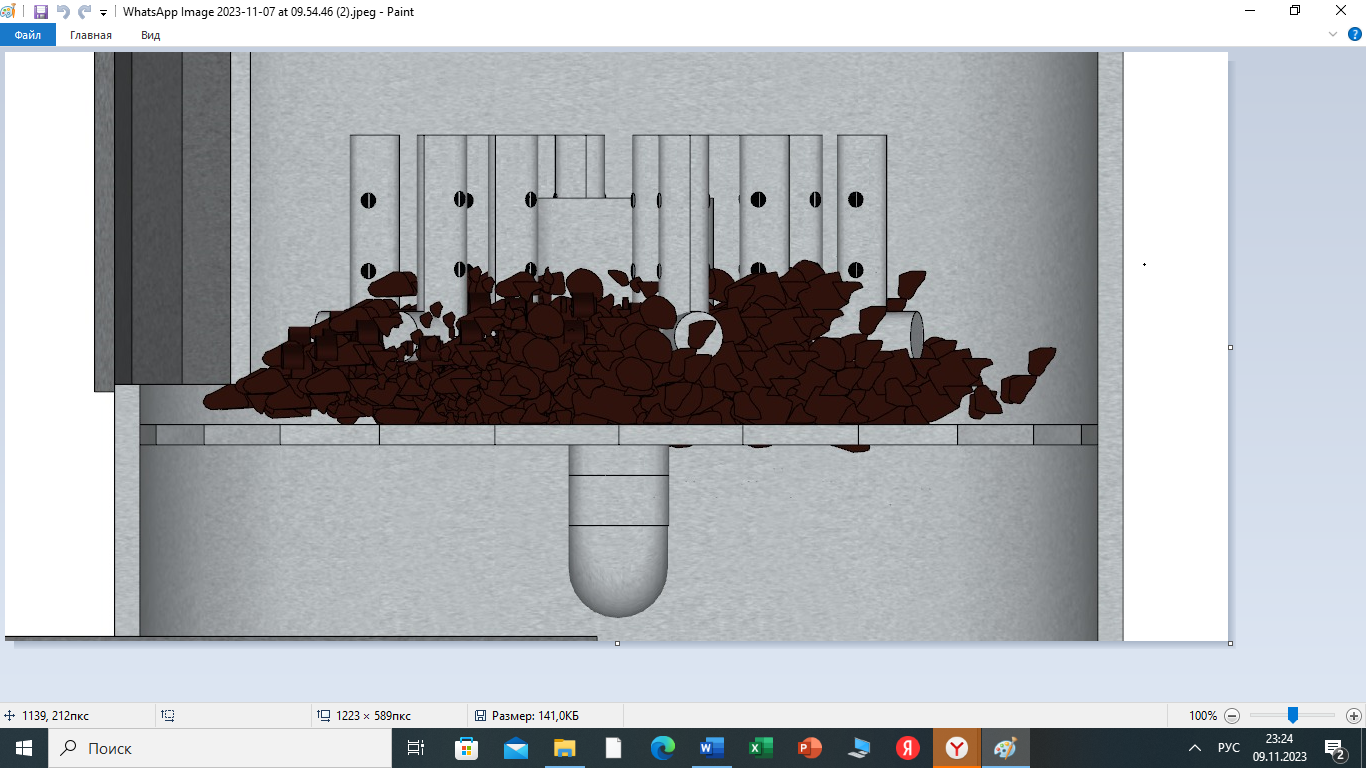 WhatsApp Image 2023-11-07 at 09.54.46 (2).jpeg - Paint
Файл Главная Вид
1139, 212пкс 1223 × 589пкс Размер: 141,0КБ 100%
Поиск РУС 23:24
09.11.2023 2